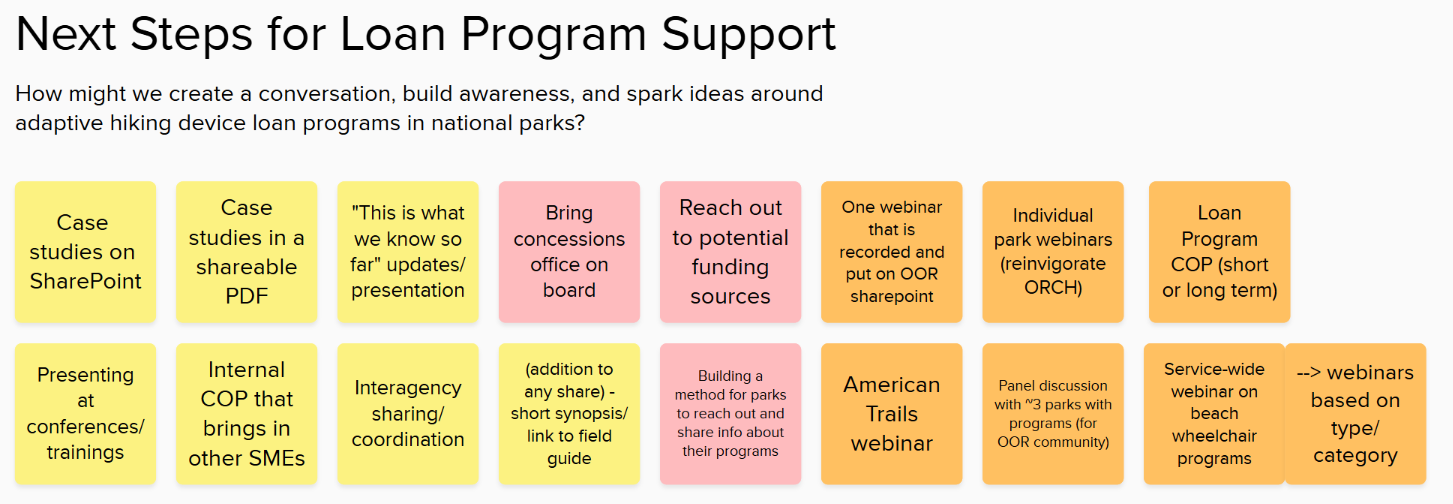 Next Steps for Loan Program Support
How might we create a conversation, build awareness, and spark ideas around
adaptive hiking device loan programs in national parks?
Case
studies on
SharePoint
Case
studies in a
shareable
PDF
"This is what
we know so
far" updates/
presentation
Bring
concessions
office on
board
Reach out
to potential
funding
sources
One webinar
that is
recorded and
put on OOR
sharepoint
Individual
park webinars
(reinvigorate
ORCH)
Loan
Program
COP (short
or long term)
Presenting
at
conferences/
trainings
Internal
COP that
brings in
other SMEs
Interagency
sharing/
coordination
(addition to
any share) -
short synopsis/
link to field
guide
Building a
method for parks
to reach out and
share info about
their programs
American
Trails
webinar
Panel discussion
with ~3 parks with
programs (for
OOR community)
Service-wide
webinar on
beach
wheelchair
programs
--> webinars
based on
type/
category